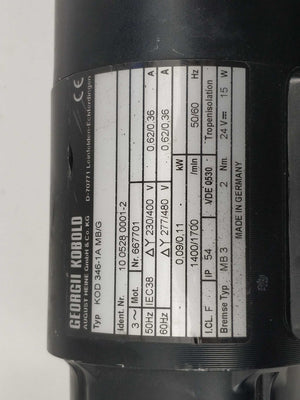 GEORGII KOBOLD
AUGUST HEINE GMBH & Co. KG
D-70771 Leinfelden-Echterdingen
CE
Typ KOD 346-1A MB/G
Ident. Nr. 10 0528 0001-2
3 ~ Mot. Nr. 667701
IEC38
50Hz Δ Y 230/400 V 0.62/0.36 A
60Hz Δ Y 277/480 V 0.62/0.36 A
0.09/0.11 kW
1400/1700 /min 50/60 Hz
I.CL. F IP 54 VDE 0530 Tropenisolation
Bremse Typ MB 3 2 Nm. 24 V= 15 W
MADE IN GERMANY